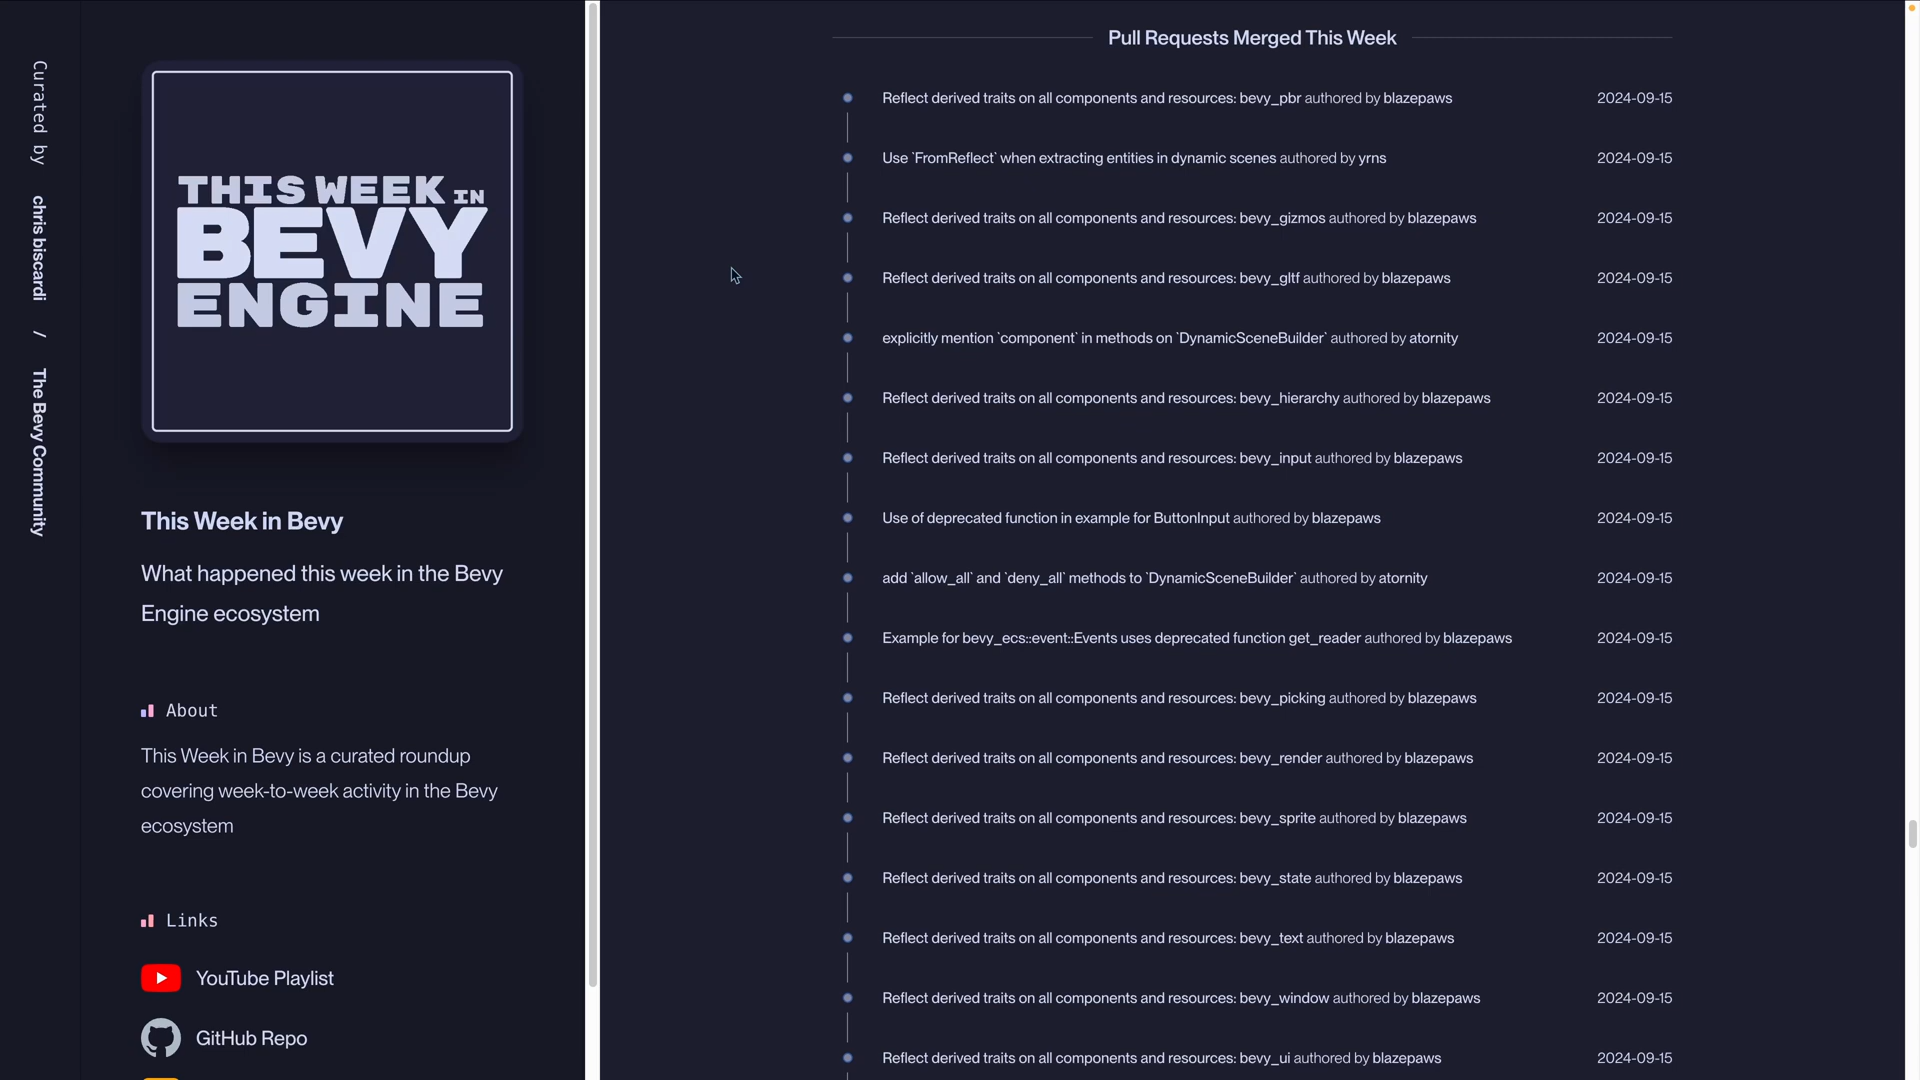 Curated by chris biscardi / The Bevy Community
THIS WEEK IN
BEVY
ENGINE
This Week in Bevy
What happened this week in the Bevy
Engine ecosystem
About
This Week in Bevy is a curated roundup
covering week-to-week activity in the Bevy
ecosystem
Links
YouTube Playlist
GitHub Repo
Pull Requests Merged This Week
Reflect derived traits on all components and resources: bevy_pbr authored by blazepaws 2024-09-15
Use `FromReflect` when extracting entities in dynamic scenes authored by yrns 2024-09-15
Reflect derived traits on all components and resources: bevy_gizmos authored by blazepaws 2024-09-15
Reflect derived traits on all components and resources: bevy_gltf authored by blazepaws 2024-09-15
explicitly mention `component` in methods on `DynamicSceneBuilder` authored by atornity 2024-09-15
Reflect derived traits on all components and resources: bevy_hierarchy authored by blazepaws 2024-09-15
Reflect derived traits on all components and resources: bevy_input authored by blazepaws 2024-09-15
Use of deprecated function in example for ButtonInput authored by blazepaws 2024-09-15
add `allow_all` and `deny_all` methods to `DynamicSceneBuilder` authored by atornity 2024-09-15
Example for bevy_ecs::event::Events uses deprecated function get_reader authored by blazepaws 2024-09-15
Reflect derived traits on all components and resources: bevy_picking authored by blazepaws 2024-09-15
Reflect derived traits on all components and resources: bevy_render authored by blazepaws 2024-09-15
Reflect derived traits on all components and resources: bevy_sprite authored by blazepaws 2024-09-15
Reflect derived traits on all components and resources: bevy_state authored by blazepaws 2024-09-15
Reflect derived traits on all components and resources: bevy_text authored by blazepaws 2024-09-15
Reflect derived traits on all components and resources: bevy_window authored by blazepaws 2024-09-15
Reflect derived traits on all components and resources: bevy_ui authored by blazepaws 2024-09-15